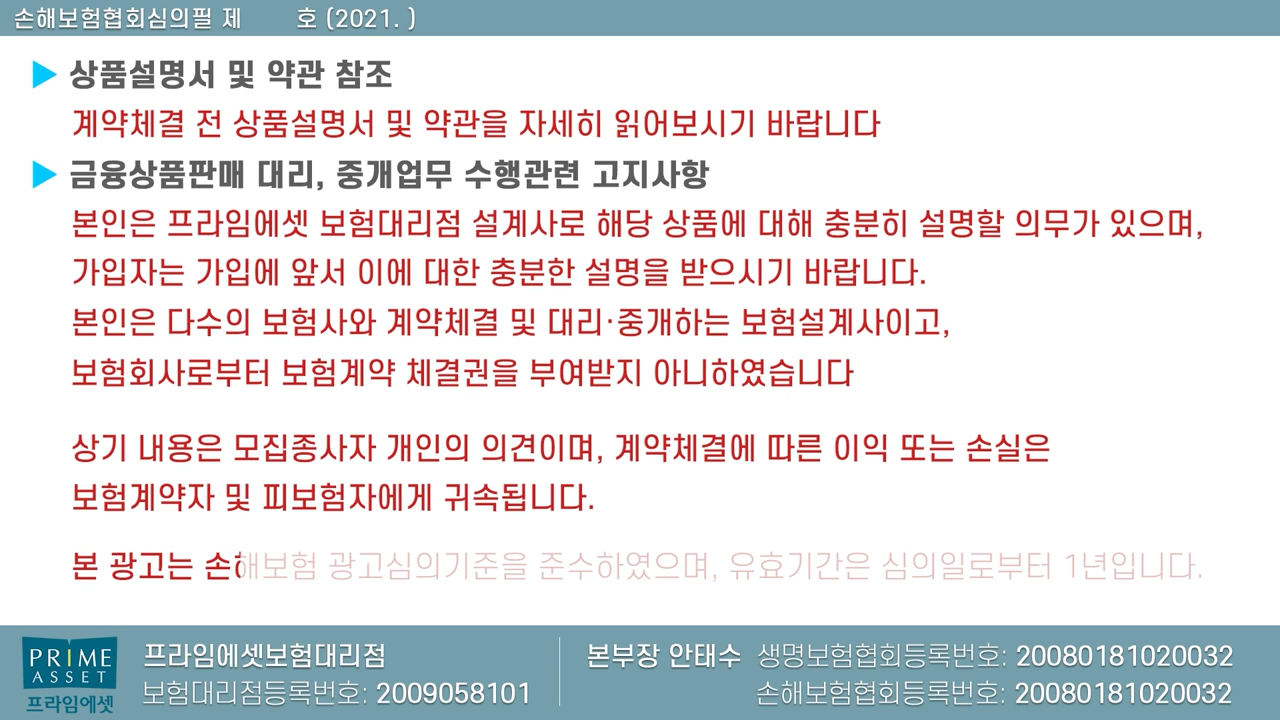 손해보험협회심의필 제 호 (2021. )
▶ 상품설명서 및 약관 참조
계약체결 전 상품설명서 및 약관을 자세히 읽어보시기 바랍니다
▶ 금융상품판매 대리, 중개업무 수행관련 고지사항
본인은 프라임에셋 보험대리점 설계사로 해당 상품에 대해 충분히 설명할 의무가 있으며,
가입자는 가입에 앞서 이에 대한 충분한 설명을 받으시기 바랍니다.
본인은 다수의 보험사와 계약체결 및 대리·중개하는 보험설계사이고,
보험회사로부터 보험계약 체결권을 부여받지 아니하였습니다
상기 내용은 모집종사자 개인의 의견이며, 계약체결에 따른 이익 또는 손실은
보험계약자 및 피보험자에게 귀속됩니다.
본 광고는 손해보험 광고심의기준을 준수하였으며, 유효기간은 심의일로부터 1년입니다.
PRIME
ASSET
프라임에셋
프라임에셋보험대리점
보험대리점등록번호: 2009058101
본부장 안태수 생명보험협회등록번호: 20080181020032
손해보험협회등록번호: 20080181020032